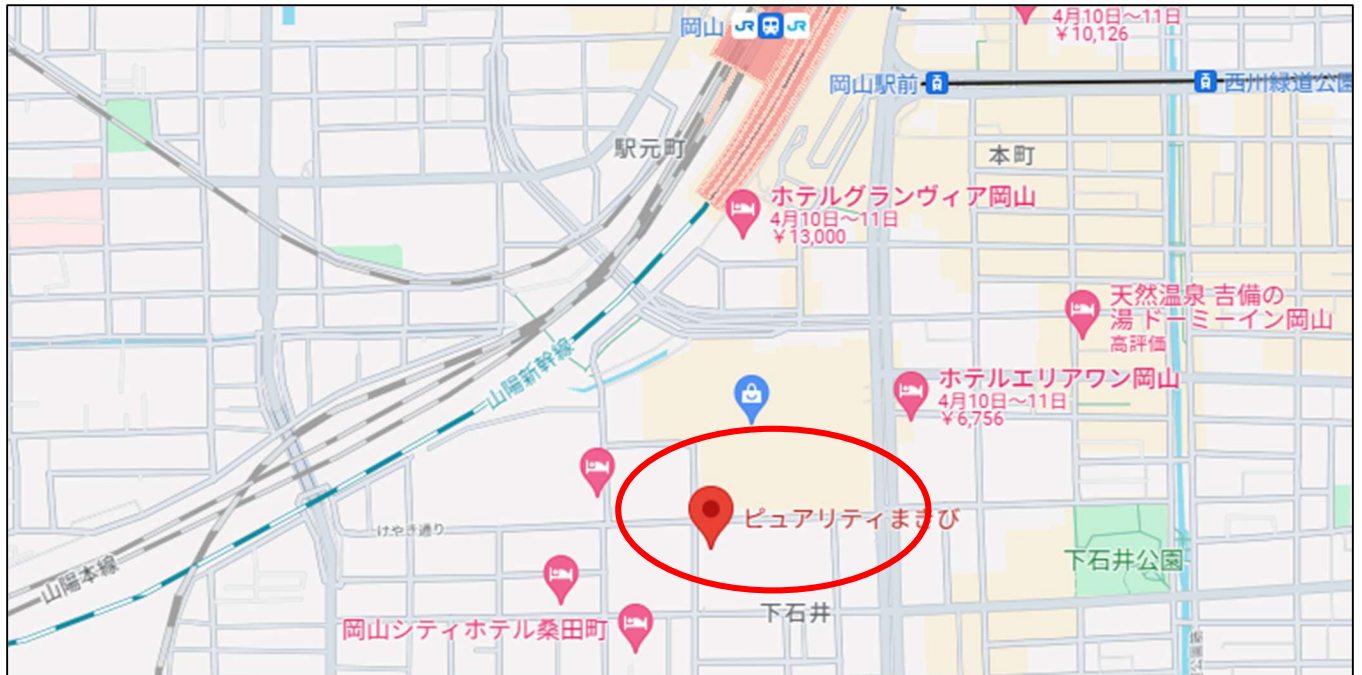 岡山
JR
JR
4月10日～11日
￥10,126
岡山駅前
西川緑道公園
駅元町
本町
ホテルグランヴィア岡山
4月10日～11日
￥13,000
天然温泉 吉備の
湯 ドーミーイン岡山
高評価
山陽新幹線
ホテルエリアワン岡山
4月10日～11日
￥6,756
ピュアリティまきび
けやき通り
下石井公園
山陽本線
下石井
岡山シティホテル桑田町